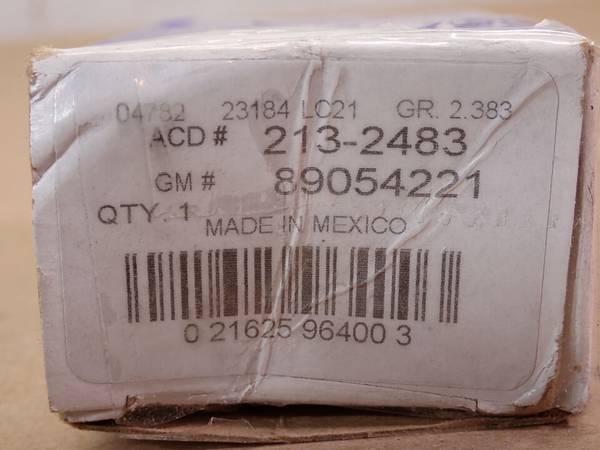 04782 23184 LC21 GR. 2.383
ACD # 213-2483
GM # 89054221
QTY. 1
MADE IN MEXICO
0 21625 96400 3